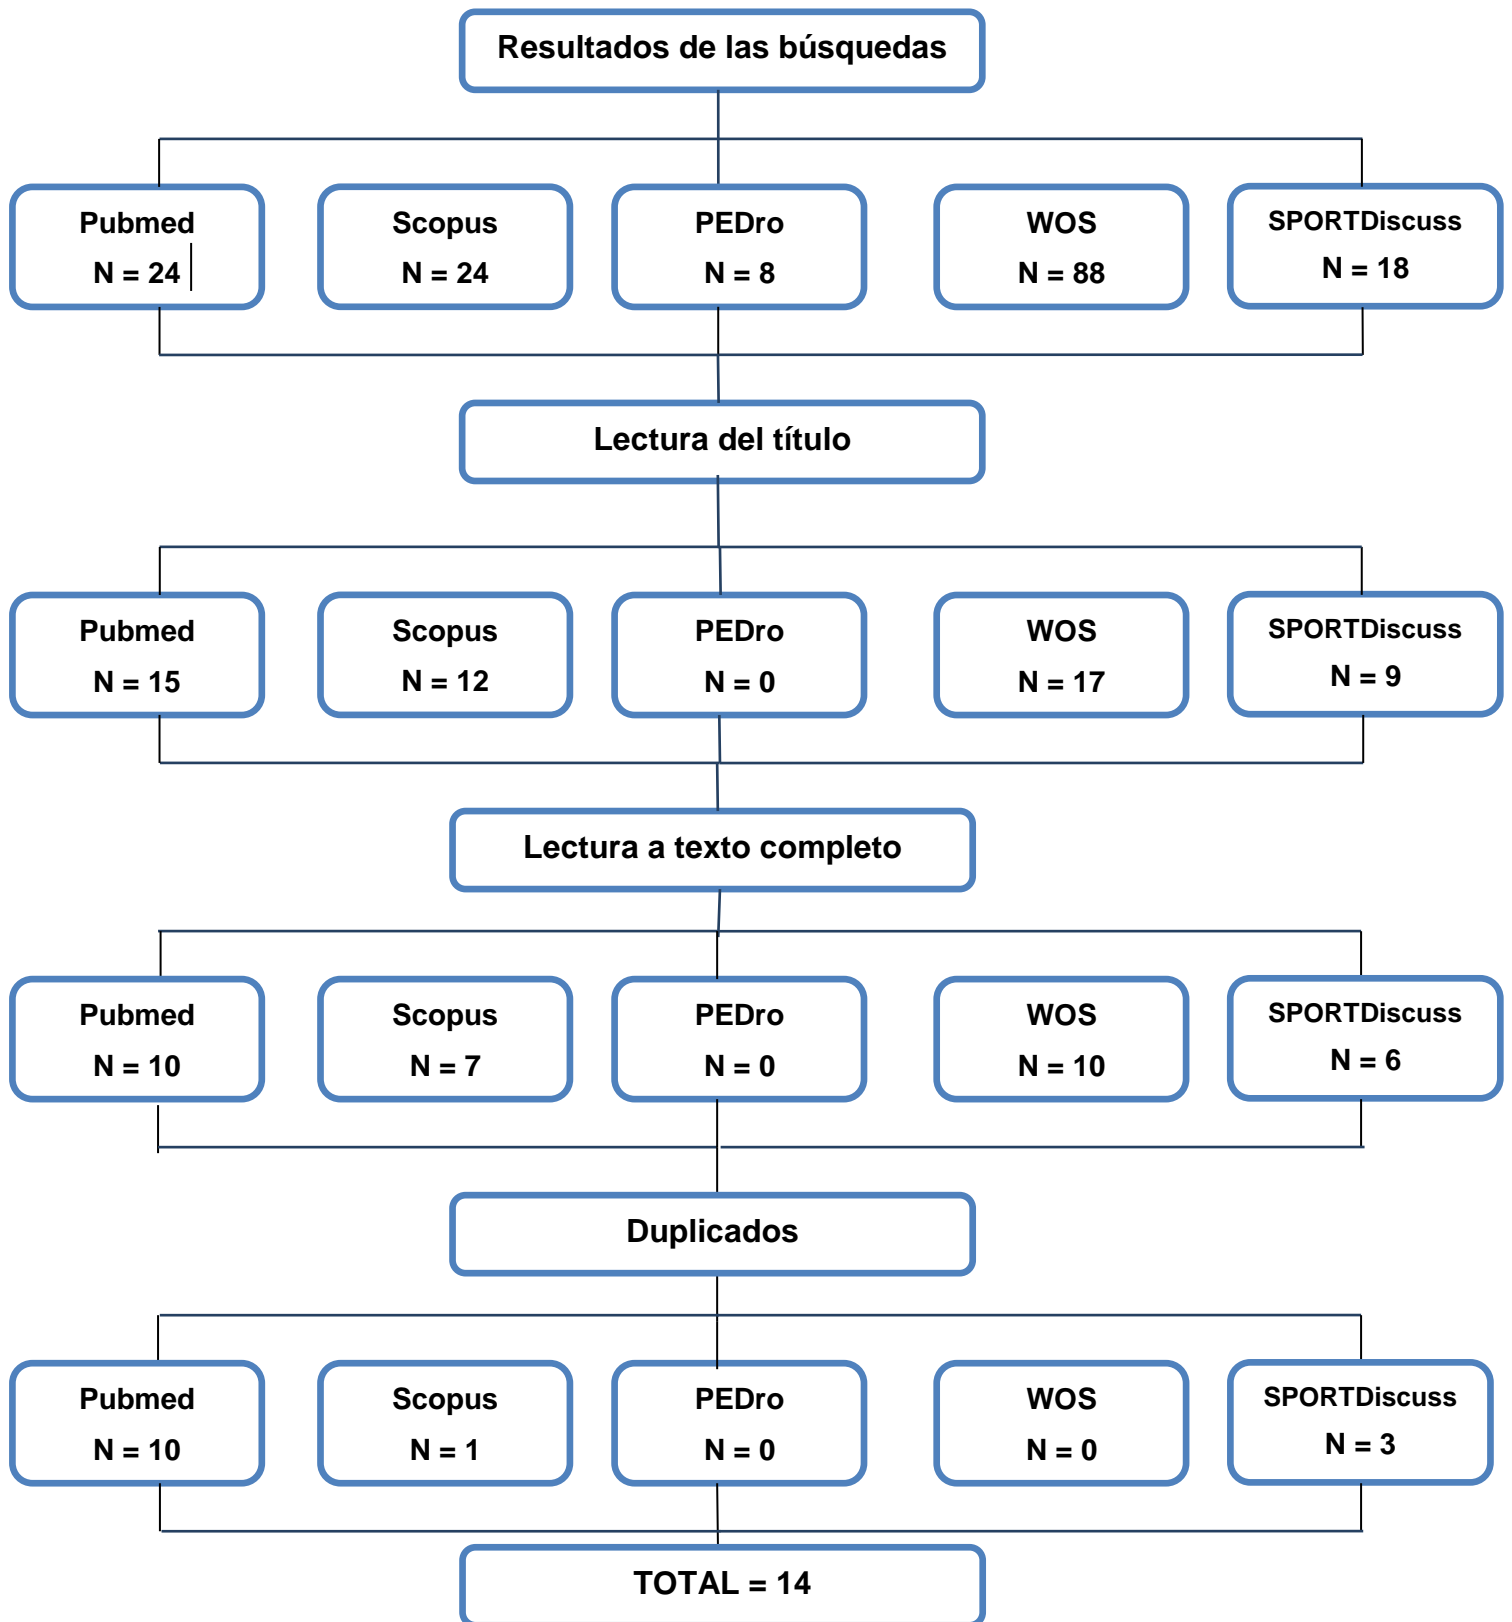 Resultados de las búsquedas
Pubmed
N = 24
Scopus
N = 24
PEDro
N = 8
WOS
N = 88
SPORTDiscuss
N = 18
Lectura del título
Pubmed
N = 15
Scopus
N = 12
PEDro
N = 0
WOS
N = 17
SPORTDiscuss
N = 9
Lectura a texto completo
Pubmed
N = 10
Scopus
N = 7
PEDro
N = 0
WOS
N = 10
SPORTDiscuss
N = 6
Duplicados
Pubmed
N = 10
Scopus
N = 1
PEDro
N = 0
WOS
N = 0
SPORTDiscuss
N = 3
TOTAL = 14